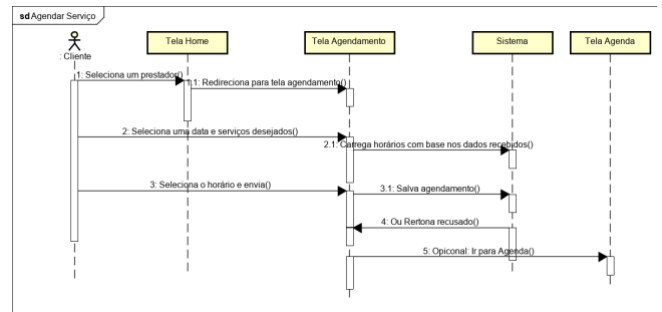 sd Agendar Serviço
: Cliente
Tela Home
Tela Agendamento
Sistema
Tela Agenda
1: Seleciona um prestador()
1.1: Redireciona para tela agendamento()
2: Seleciona uma data e serviços desejados()
2.1: Carrega horários com base nos dados recebidos()
3: Seleciona o horário e envia()
3.1: Salva agendamento()
4: Ou Rertona recusado()
5: Opiconal: Ir para Agenda()